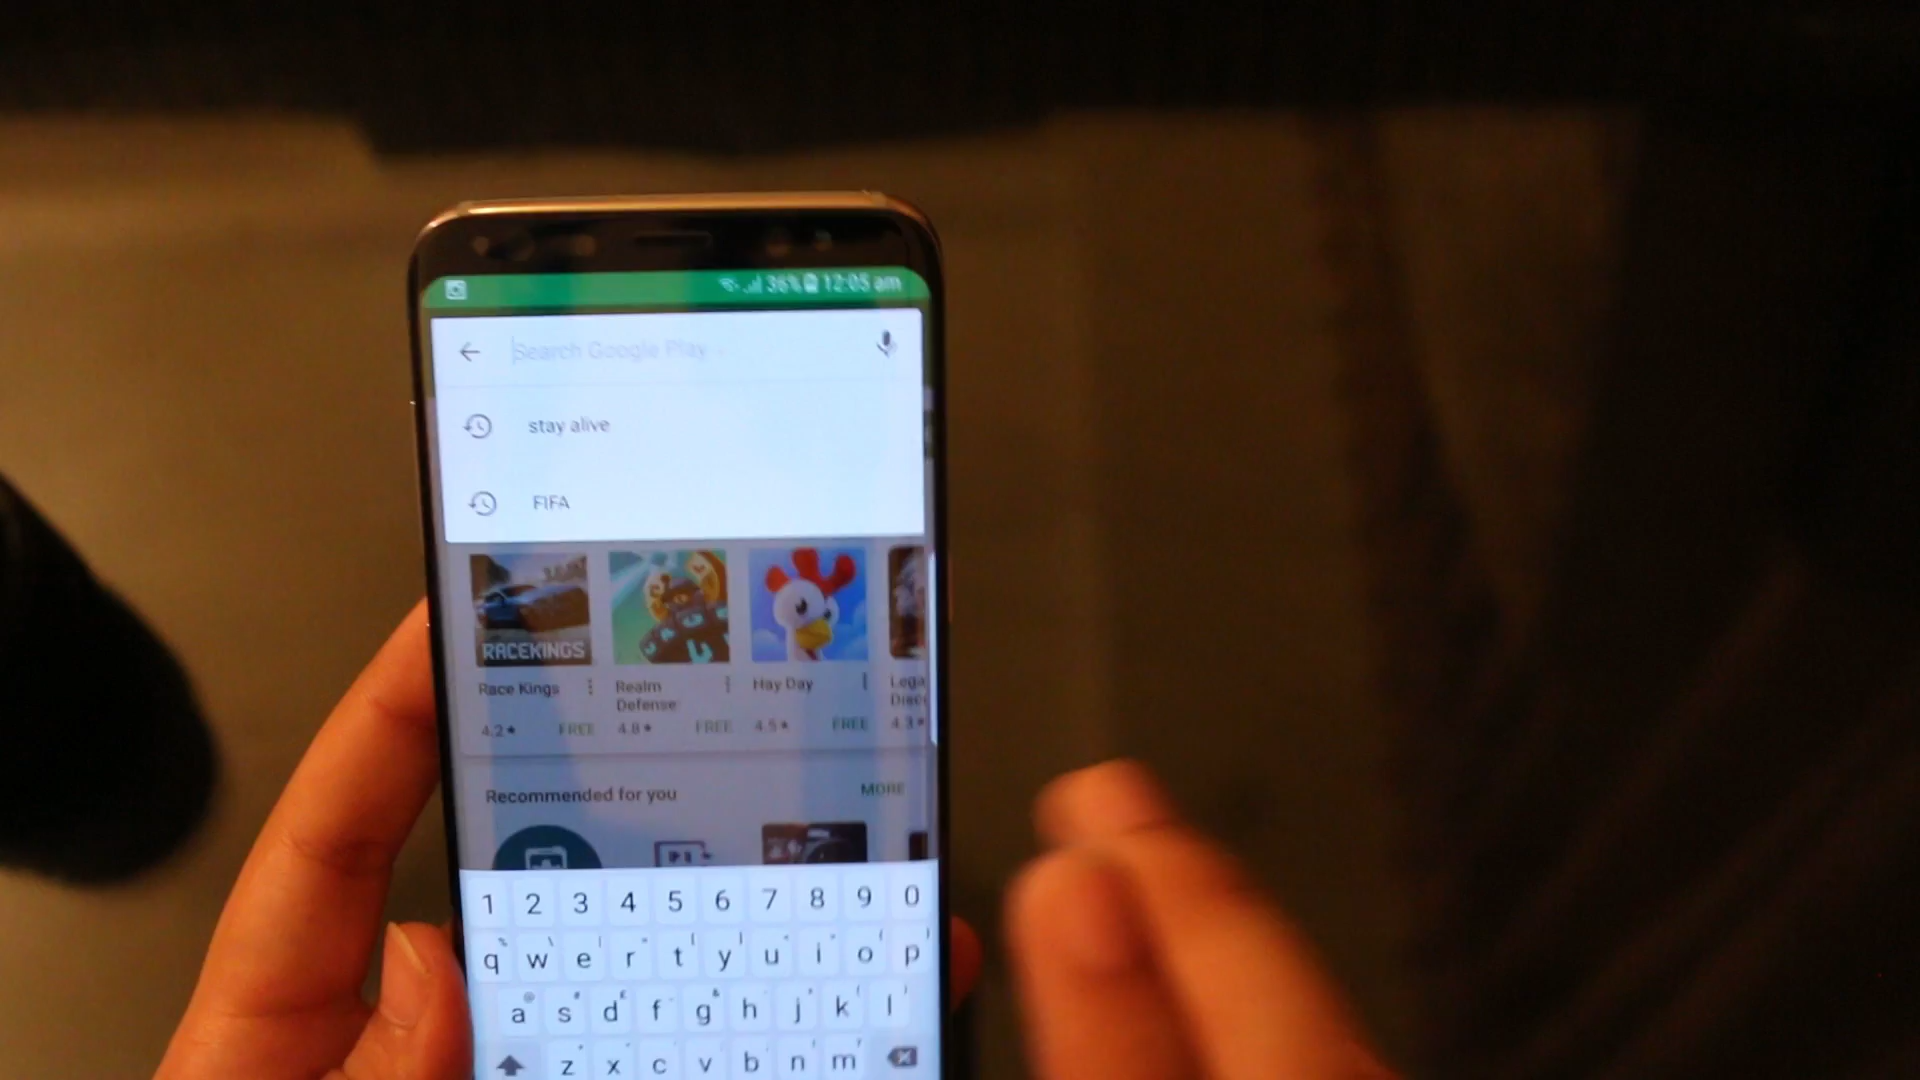 36% 12:05 am
Search Google Play
stay alive
FIFA
RACEKINGS
Race Kings
Realm Defense
Hay Day
4.2★ FREE
4.8★ FREE
4.5★ FREE
4.3★
Recommended for you
MORE
1 2 3 4 5 6 7 8 9 0
q w e r t y u i o p
a s d f g h j k l
z x c v b n m